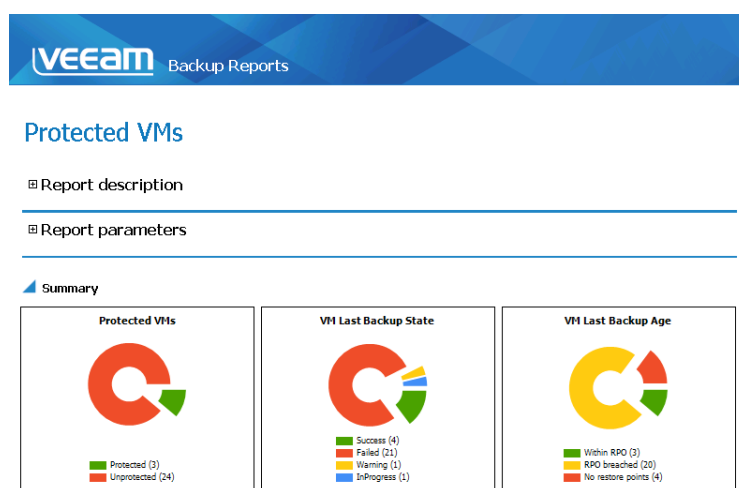 veeam Backup Reports
Protected VMs
Report description
Report parameters
Summary
Protected VMs
Protected (3)
Unprotected (24)
VM Last Backup State
Success (4)
Failed (21)
Warning (1)
InProgress (1)
VM Last Backup Age
Within RPO (3)
RPO breached (20)
No restore points (4)